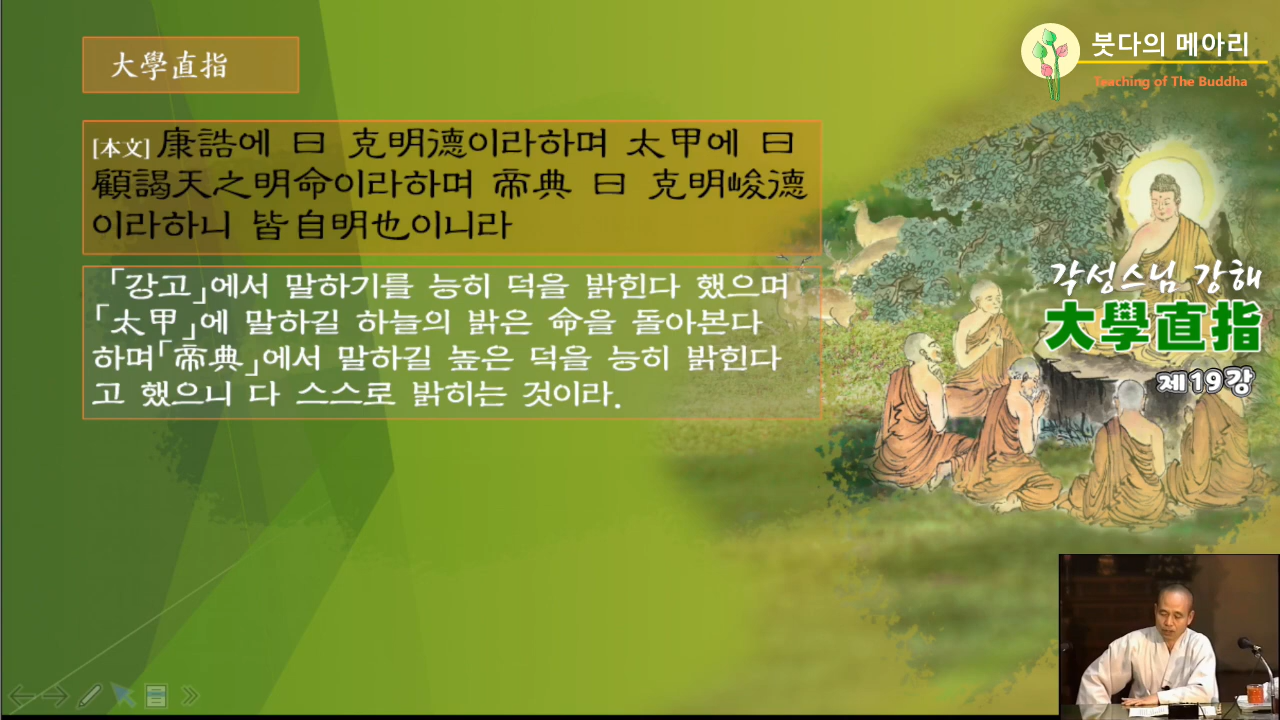 大學直指
붓다의 메아리
Teaching of The Buddha
[本文] 康誥에 曰 克明德이라하며 太甲에 曰
顧諟天之明命이라하며 帝典 曰 克明峻德
이라하니 皆自明也이니라
「강고」에서 말하기를 능히 덕을 밝힌다 했으며
「太甲」에 말하길 하늘의 밝은 命을 돌아본다
하며「帝典」에서 말하길 높은 덕을 능히 밝힌다
고 했으니 다 스스로 밝히는 것이라.
각성스님 강해
大學直指
제19강